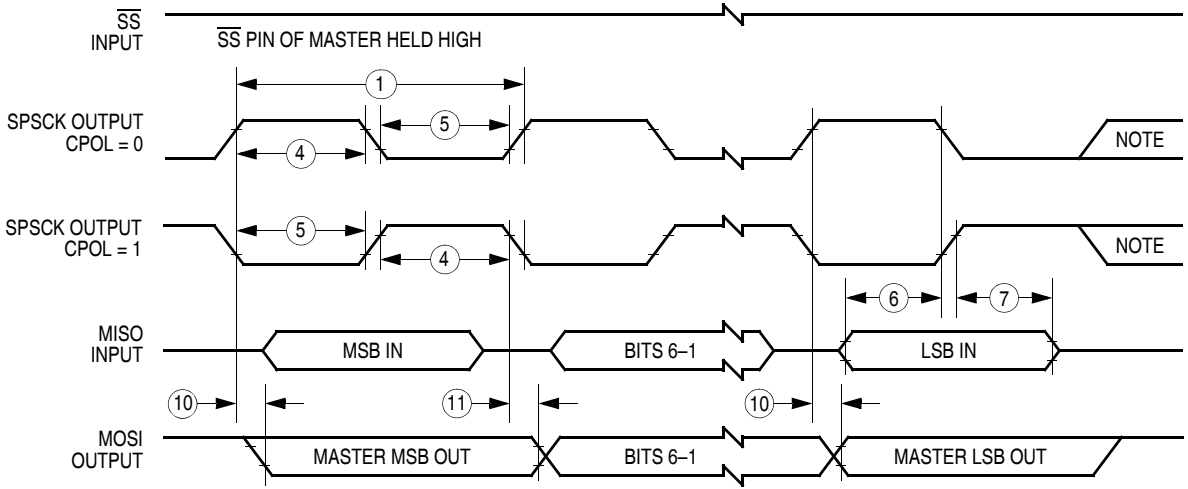 SS
INPUT
SS PIN OF MASTER HELD HIGH
1
SPSCK OUTPUT
CPOL = 0
5
4
NOTE
SPSCK OUTPUT
CPOL = 1
5
4
NOTE
6
7
MISO
INPUT
MSB IN
BITS 6–1
LSB IN
10
11
10
MOSI
OUTPUT
MASTER MSB OUT
BITS 6–1
MASTER LSB OUT